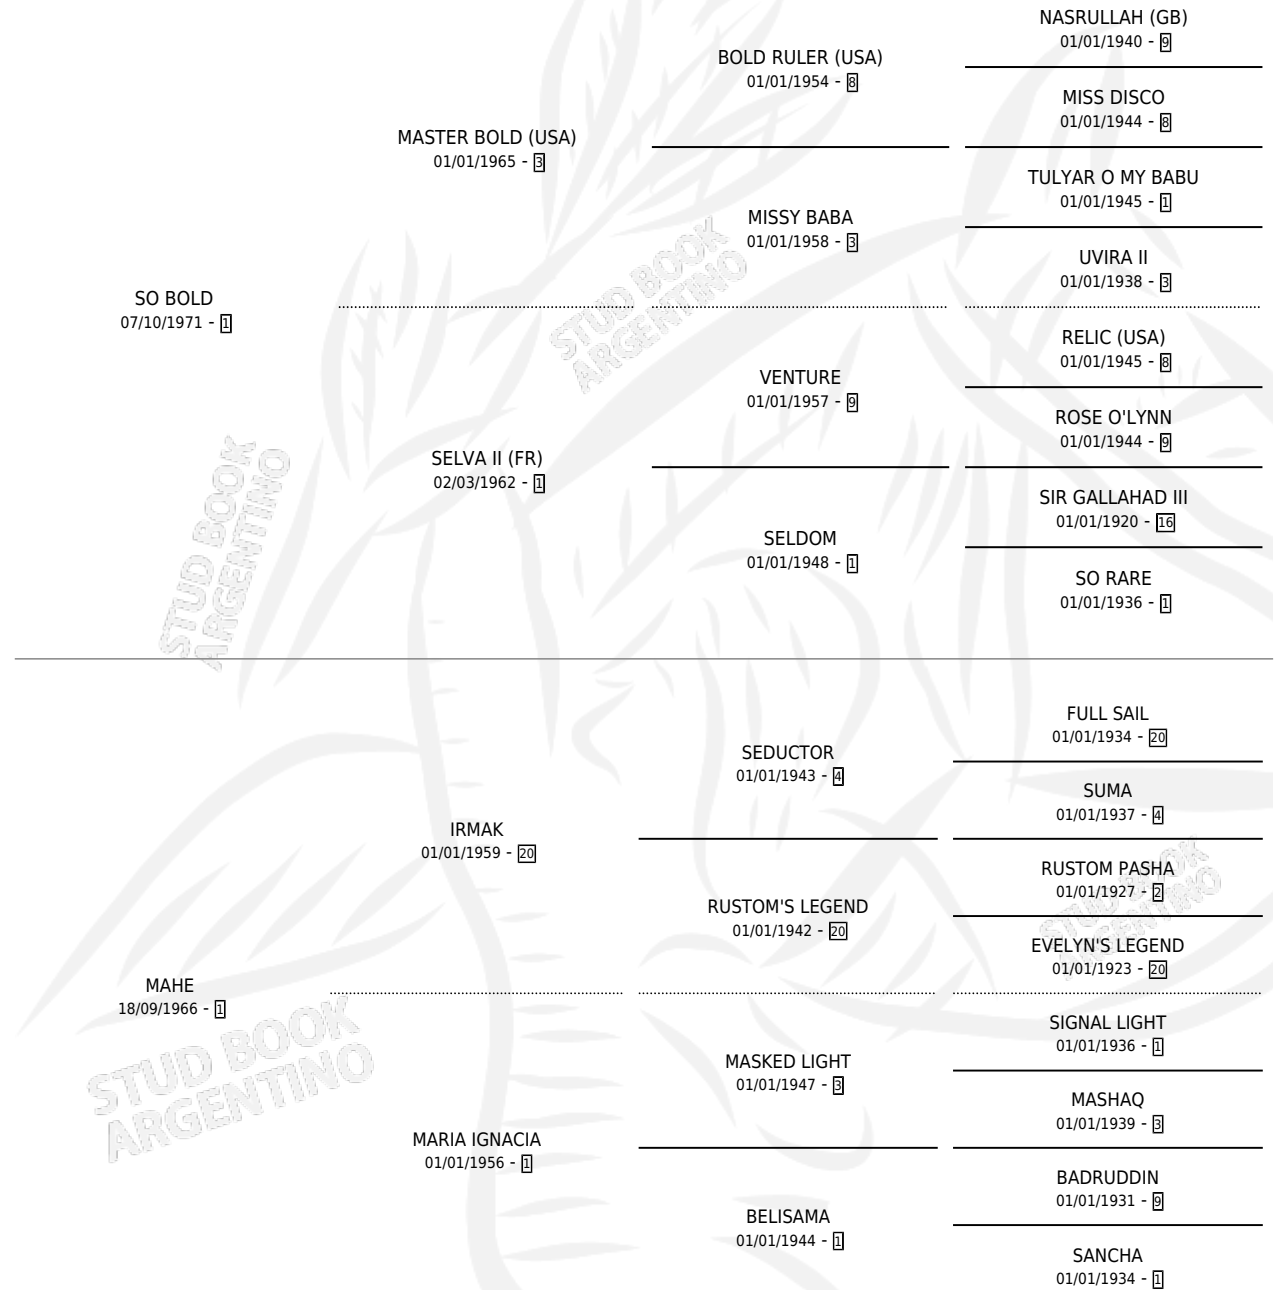 SO BOLD
07/10/1971 - 1
MASTER BOLD (USA)
01/01/1965 - 3
SELVA II (FR)
02/03/1962 - 1
BOLD RULER (USA)
01/01/1954 - 8
MISSY BABA
01/01/1958 - 3
VENTURE
01/01/1957 - 9
SELDOM
01/01/1948 - 1
NASRULLAH (GB)
01/01/1940 - 9
MISS DISCO
01/01/1944 - 8
TULYAR O MY BABU
01/01/1945 - 1
UVIRA II
01/01/1938 - 3
RELIC (USA)
01/01/1945 - 8
ROSE O'LYNN
01/01/1944 - 9
SIR GALLAHAD III
01/01/1920 - 16
SO RARE
01/01/1936 - 1
MAHE
18/09/1966 - 1
IRMAK
01/01/1959 - 20
MARIA IGNACIA
01/01/1956 - 1
SEDUCTOR
01/01/1943 - 4
RUSTOM'S LEGEND
01/01/1942 - 20
MASKED LIGHT
01/01/1947 - 3
BELISAMA
01/01/1944 - 1
FULL SAIL
01/01/1934 - 20
SUMA
01/01/1937 - 4
RUSTOM PASHA
01/01/1927 - 2
EVELYN'S LEGEND
01/01/1923 - 20
SIGNAL LIGHT
01/01/1936 - 1
MASHAQ
01/01/1939 - 3
BADRUDDIN
01/01/1931 - 9
SANCHA
01/01/1934 - 1
STUD BOOK
ARGENTINO
STUD BOOK
ARGENTINO
STUD BOOK
ARGENTINO
STUD BOOK
ARGENTINO